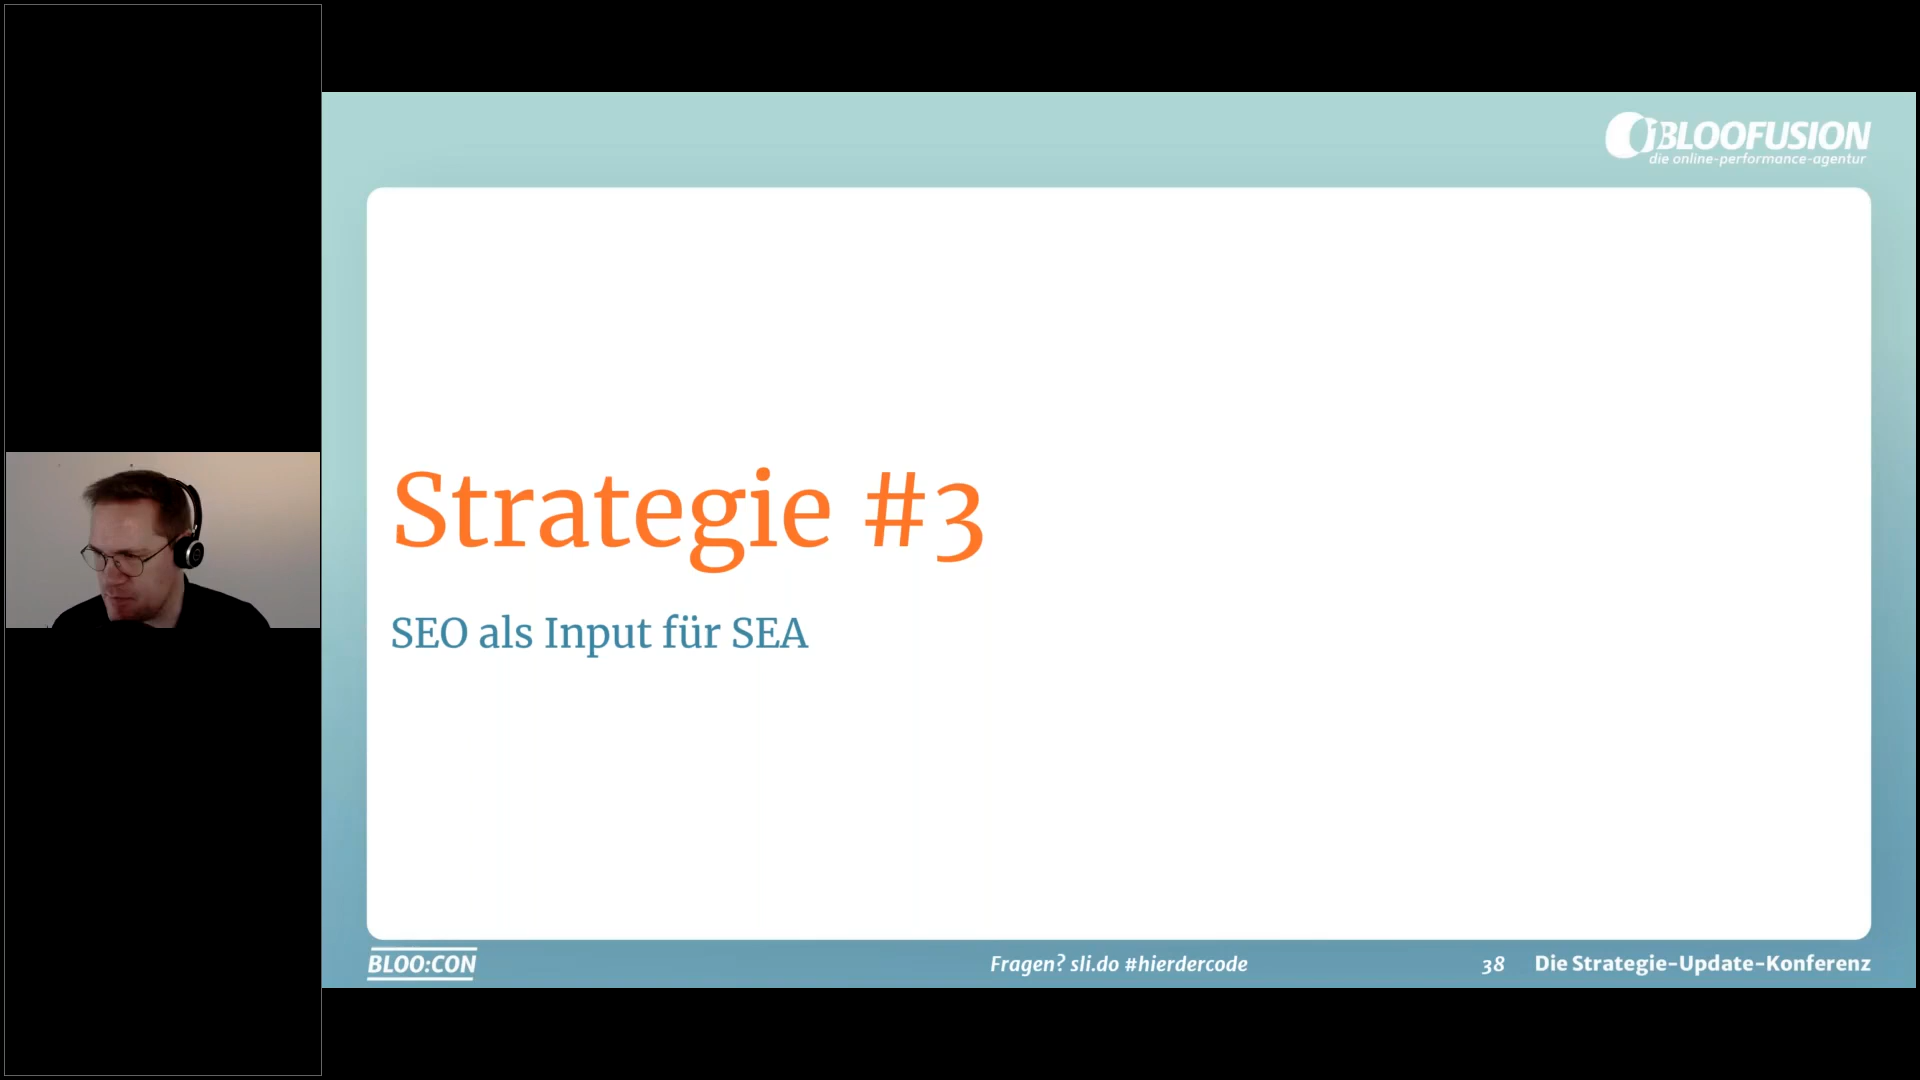 BLOOFUSION
die online-performance-agentur
Strategie #3
SEO als Input für SEA
BLOO:CON
Fragen? sli.do #hierdercode
38
Die Strategie-Update-Konferenz